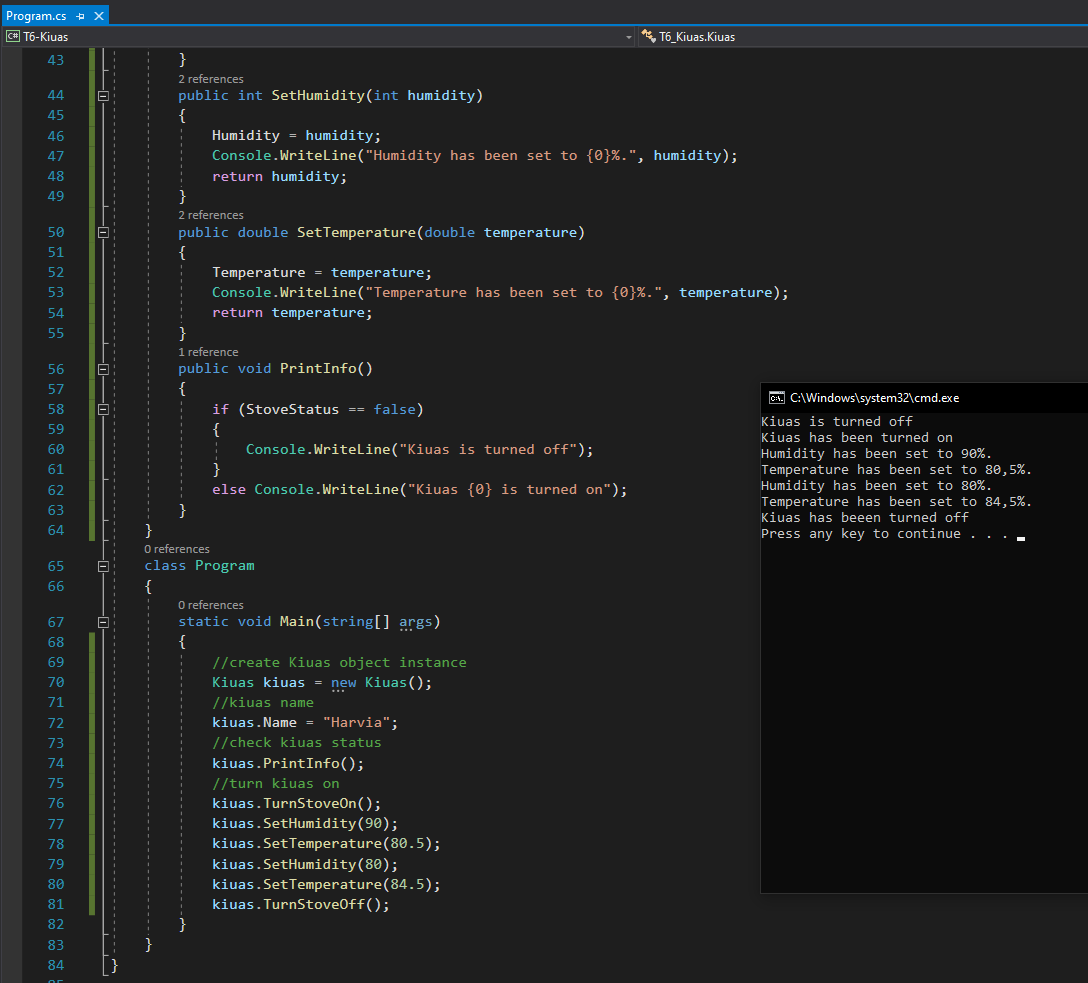 Program.cs
T6-Kiuas T6_Kiuas.Kiuas
43 }
2 references
44 public int SetHumidity(int humidity)
45 {
46 Humidity = humidity;
47 Console.WriteLine("Humidity has been set to {0}%.", humidity);
48 return humidity;
49 }
2 references
50 public double SetTemperature(double temperature)
51 {
52 Temperature = temperature;
53 Console.WriteLine("Temperature has been set to {0}%.", temperature);
54 return temperature;
55 }
1 reference
56 public void PrintInfo()
57 {
58 if (StoveStatus == false)
59 {
60 Console.WriteLine("Kiuas is turned off");
61 }
62 else Console.WriteLine("Kiuas {0} is turned on");
63 }
64 }
0 references
65 class Program
66 {
0 references
67 static void Main(string[] args)
68 {
69 //create Kiuas object instance
70 Kiuas kiuas = new Kiuas();
71 //kiuas name
72 kiuas.Name = "Harvia";
73 //check kiuas status
74 kiuas.PrintInfo();
75 //turn kiuas on
76 kiuas.TurnStoveOn();
77 kiuas.SetHumidity(90);
78 kiuas.SetTemperature(80.5);
79 kiuas.SetHumidity(80);
80 kiuas.SetTemperature(84.5);
81 kiuas.TurnStoveOff();
82 }
83 }
84 }
C:\Windows\system32\cmd.exe
Kiuas is turned off
Kiuas has been turned on
Humidity has been set to 90%.
Temperature has been set to 80,5%.
Humidity has been set to 80%.
Temperature has been set to 84,5%.
Kiuas has beeen turned off
Press any key to continue . . .